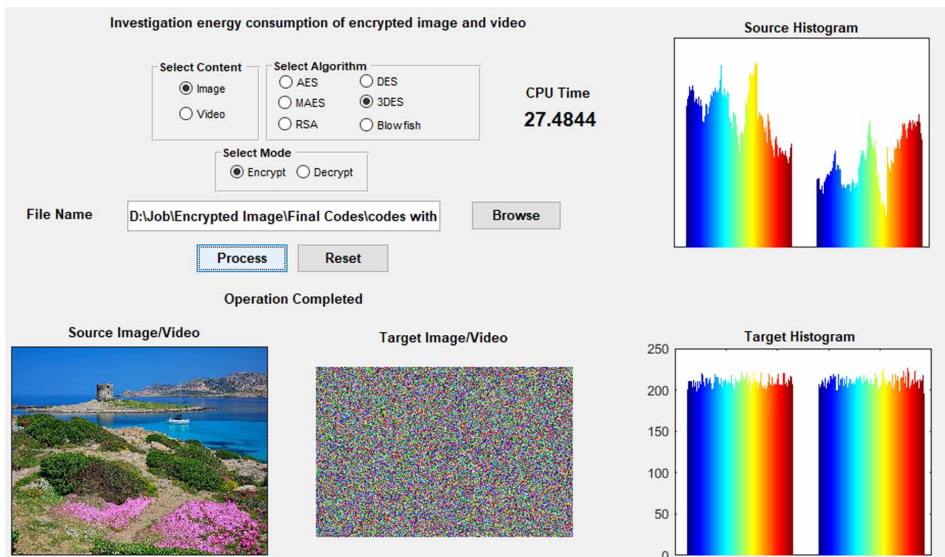 Investigation energy consumption of encrypted image and video
Source Histogram
Select Content
Image
Video
Select Algorithm
AES
DES
MAES
3DES
RSA
Blowfish
CPU Time
27.4844
Select Mode
Encrypt
Decrypt
File Name
D:\Job\Encrypted Image\Final Codes\codes with
Browse
Process
Reset
Operation Completed
Source Image/Video
Target Image/Video
Target Histogram
250
200
150
100
50
0